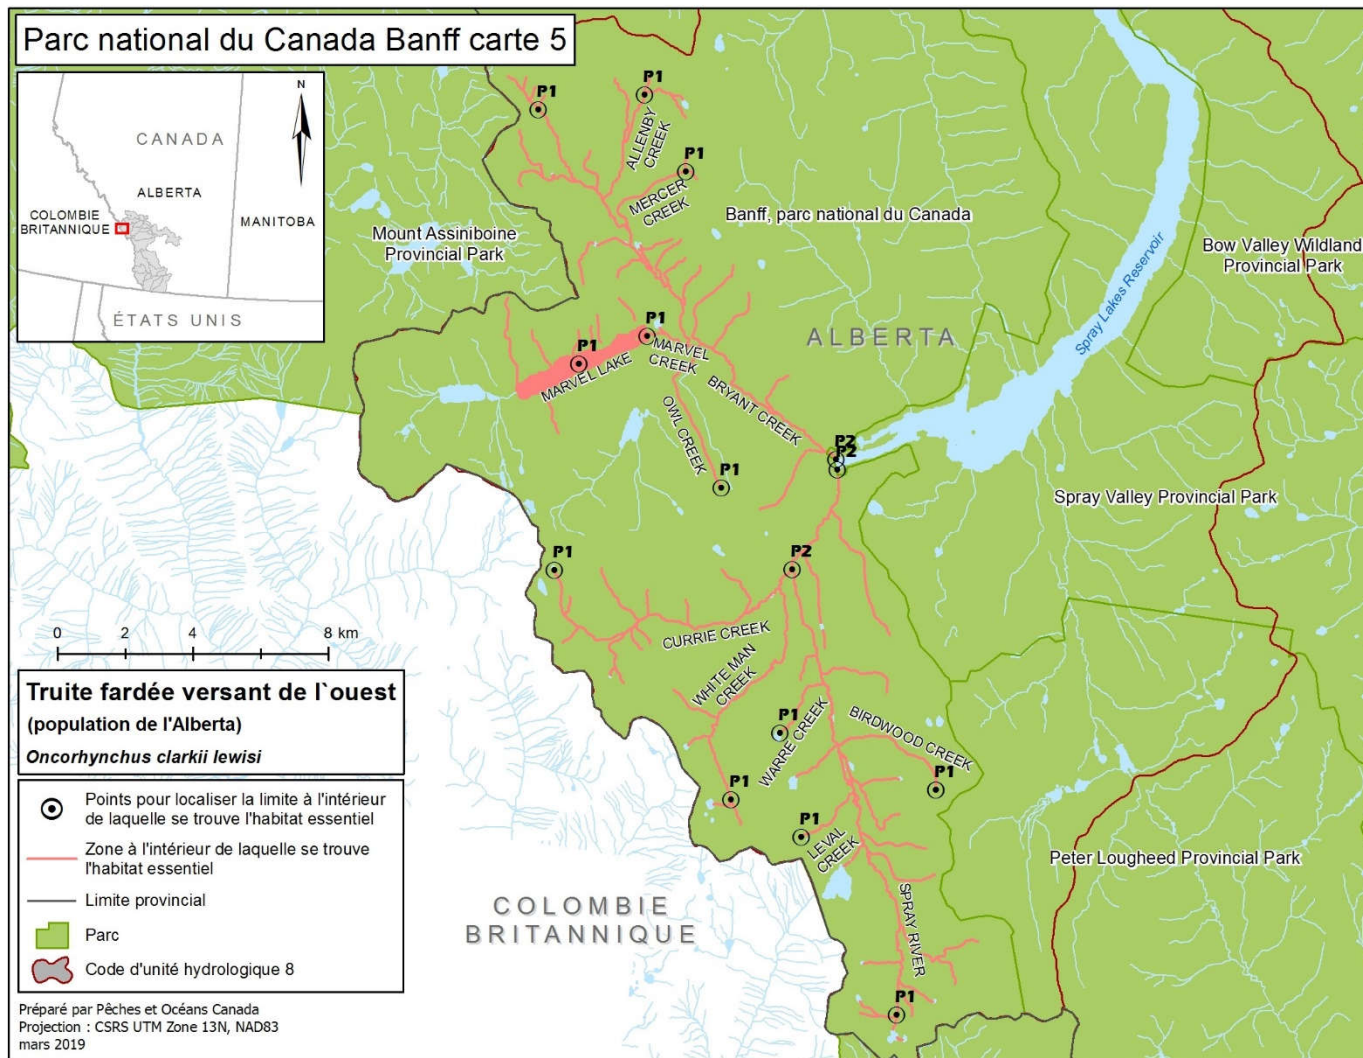 Parc national du Canada Banff carte 5
N
CANADA
ALBERTA
COLOMBIE
BRITANNIQUE
MANITOBA
ÉTATS UNIS
P1
P1
ALLENBY
CREEK
P1
MERCER
CREEK
Banff, parc national du Canada
Mount Assiniboine
Provincial Park
Bow Valley Wildland
Provincial Park
Spray Lakes Reservoir
ALBERTA
P1
P1
MARVEL
CREEK
MARVEL LAKE
BRYANT CREEK
OWL CREEK
P2
P2
P1
Spray Valley Provincial Park
P1
P2
CURRIE CREEK
WHITE MAN
CREEK
P1
WARRE CREEK
BIRDWOOD CREEK
P1
P1
P1
LEVAL
CREEK
Peter Lougheed Provincial Park
SPRAY RIVER
COLOMBIE
BRITANNIQUE
P1
0 2 4 8 km
Truite fardée versant de l`ouest
(population de l'Alberta)
Oncorhynchus clarkii lewisi
Points pour localiser la limite à l'intérieur
de laquelle se trouve l'habitat essentiel
Zone à l'intérieur de laquelle se trouve
l'habitat essentiel
Limite provincial
Parc
Code d'unité hydrologique 8
Préparé par Pêches et Océans Canada
Projection : CSRS UTM Zone 13N, NAD83
mars 2019